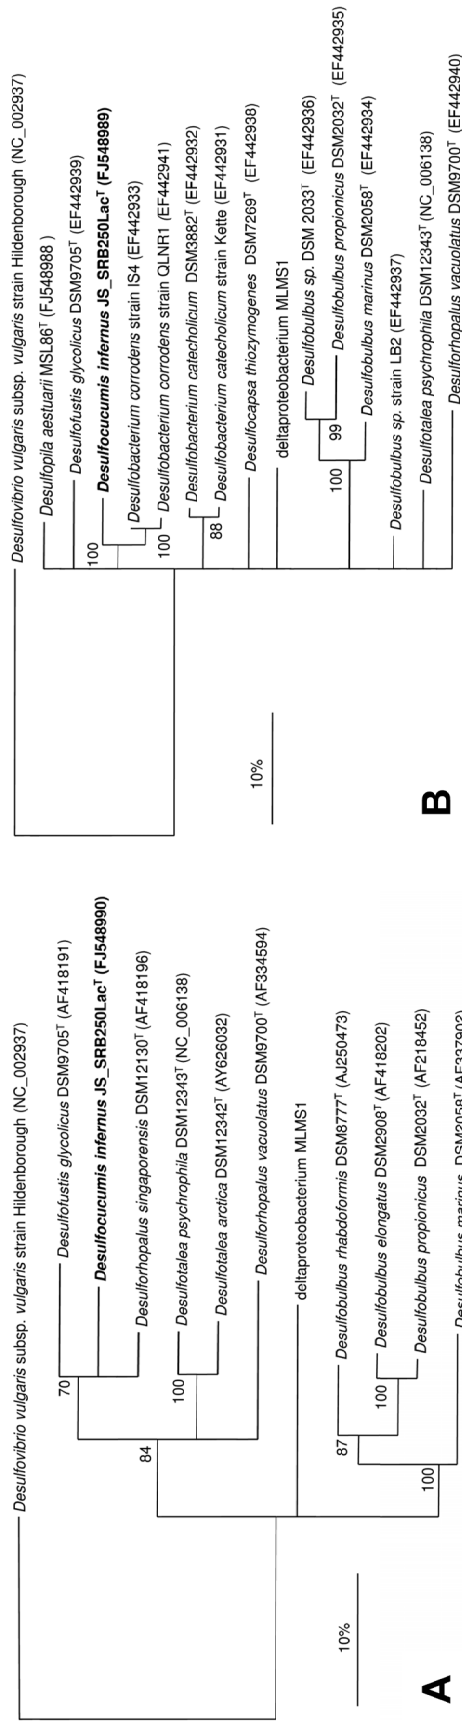 Desulfovibrio vulgaris subsp. vulgaris strain Hildenborough (NC_002937)
Desulfofustis glycolicus DSM9705T (AF418191)
70
Desulfocucumis infernus JS_SRB250LacT (FJ548990)
Desulforhopalus singaporensis DSM12130T (AF418196)
84
Desulfotalea psychrophila DSM12343T (NC_006138)
100
Desulfotalea arctica DSM12342T (AY626032)
Desulforhopalus vacuolatus DSM9700T (AF334594)
deltaproteobacterium MLMS1
Desulfobulbus rhabdoformis DSM8777T (AJ250473)
87
Desulfobulbus elongatus DSM2908T (AF418202)
100
Desulfobulbus propionicus DSM2032T (AF218452)
100
10%
A
Desulfovibrio vulgaris subsp. vulgaris strain Hildenborough (NC_002937)
Desulfopila aestuarii MSL86T (FJ548988 )
Desulfofustis glycolicus DSM9705T (EF442939)
100
Desulfocucumis infernus JS_SRB250LacT (FJ548989)
Desulfobacterium corrodens strain IS4 (EF442933)
100
Desulfobacterium corrodens strain QLNR1 (EF442941)
Desulfobacterium catecholicum DSM3882T (EF442932)
88
Desulfobacterium catecholicum strain Kette (EF442931)
Desulfocapsa thiozymogenes DSM7269T (EF442938)
deltaproteobacterium MLMS1
Desulfobulbus sp. DSM 2033T (EF442936)
99
Desulfobulbus propionicus DSM2032T (EF442935)
100
Desulfobulbus marinus DSM2058T (EF442934)
Desulfobulbus sp. strain LB2 (EF442937)
Desulfotalea psychrophila DSM12343T (NC_006138)
Desulforhopalus vacuolatus DSM9700T (EF442940)
10%
B